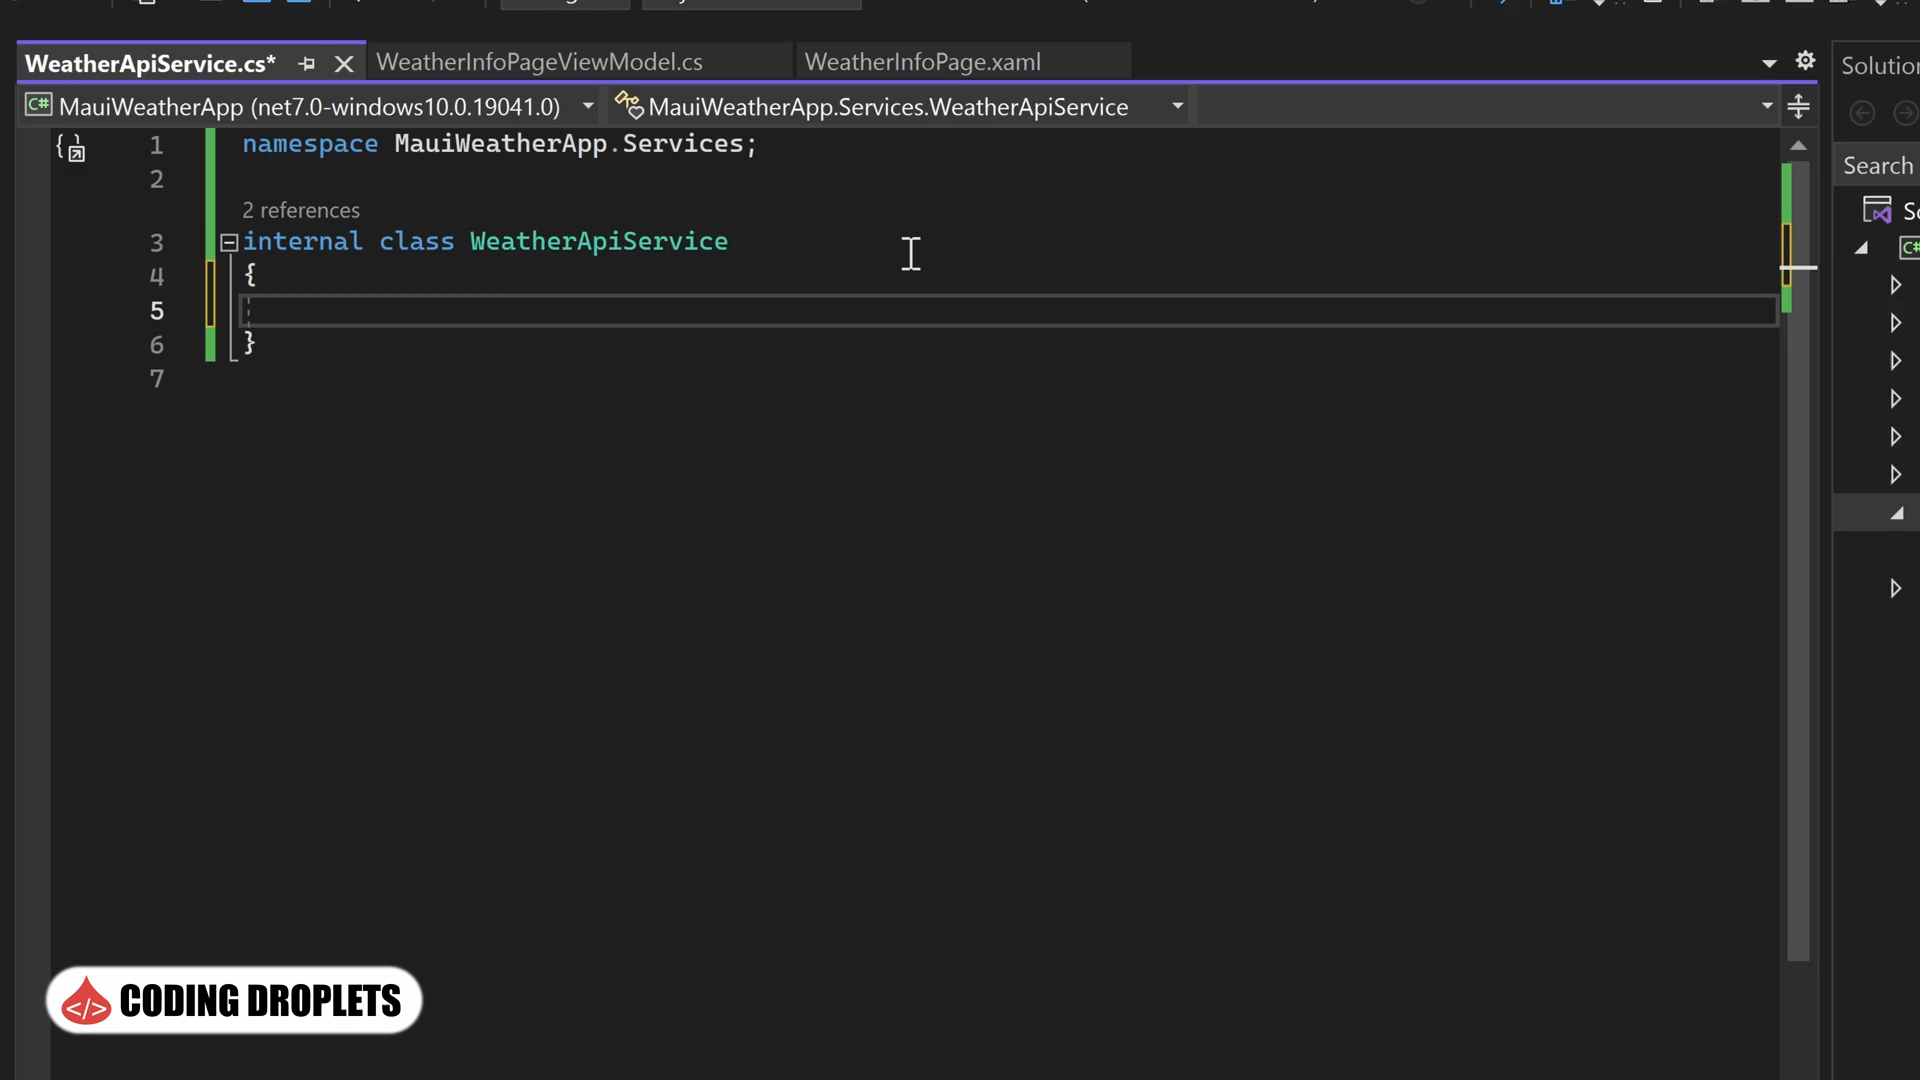 WeatherApiService.cs* WeatherInfoPageViewModel.cs WeatherInfoPage.xaml
Solution
C# MauiWeatherApp (net7.0-windows10.0.19041.0) MauiWeatherApp.Services.WeatherApiService
1 namespace MauiWeatherApp.Services;
Search
2
2 references
3 internal class WeatherApiService
C#
4 {
5
6 }
7
</> CODING DROPLETS